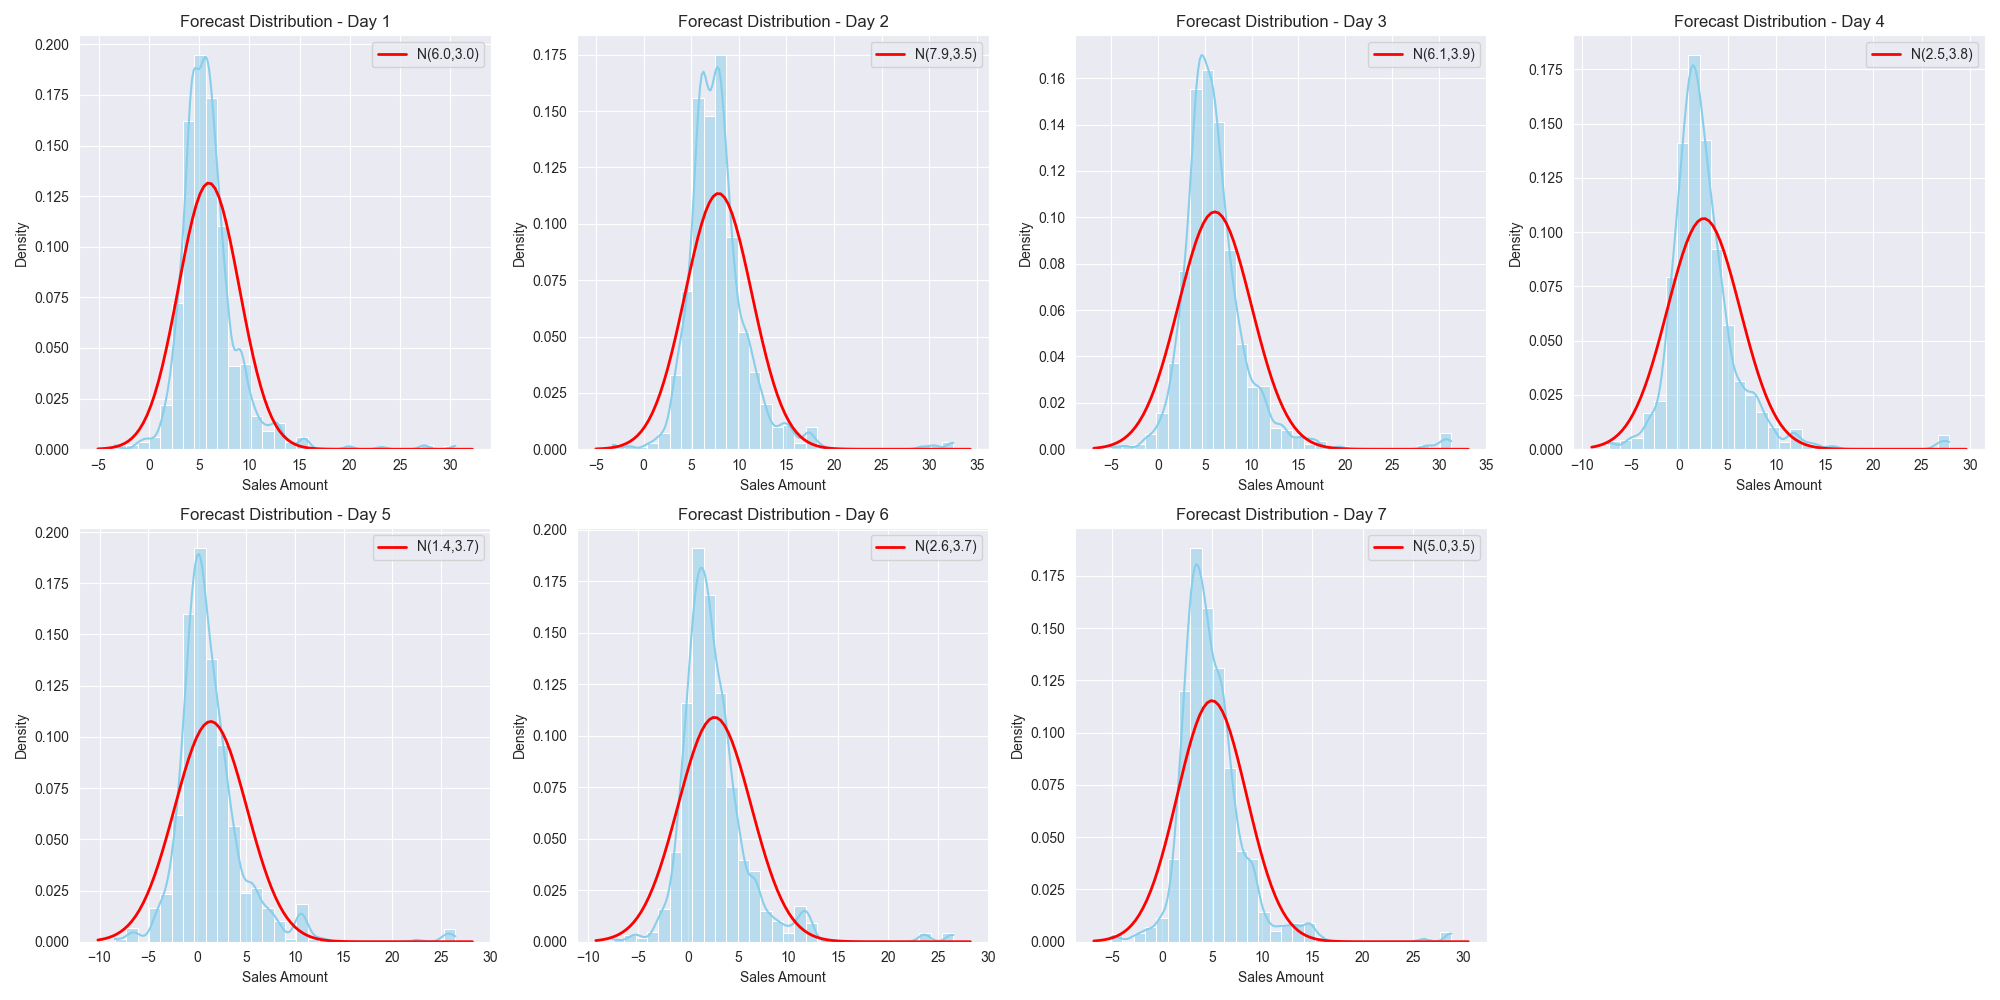 Forecast Distribution - Day 1
N(6.0,3.0)
0.200
0.175
0.150
0.125
0.100
0.075
0.050
0.025
0.000
Density
−5 0 5 10 15 20 25 30
Sales Amount
Forecast Distribution - Day 2
N(7.9,3.5)
0.175
0.150
0.125
0.100
0.075
0.050
0.025
0.000
Density
−5 0 5 10 15 20 25 30 35
Sales Amount
Forecast Distribution - Day 3
N(6.1,3.9)
0.16
0.14
0.12
0.10
0.08
0.06
0.04
0.02
0.00
Density
−5 0 5 10 15 20 25 30 35
Sales Amount
Forecast Distribution - Day 4
N(2.5,3.8)
0.175
0.150
0.125
0.100
0.075
0.050
0.025
0.000
Density
−10 −5 0 5 10 15 20 25 30
Sales Amount
Forecast Distribution - Day 5
N(1.4,3.7)
0.200
0.175
0.150
0.125
0.100
0.075
0.050
0.025
0.000
Density
−10 −5 0 5 10 15 20 25 30
Sales Amount
Forecast Distribution - Day 6
N(2.6,3.7)
0.200
0.175
0.150
0.125
0.100
0.075
0.050
0.025
0.000
Density
−10 −5 0 5 10 15 20 25 30
Sales Amount
Forecast Distribution - Day 7
N(5.0,3.5)
0.175
0.150
0.125
0.100
0.075
0.050
0.025
0.000
Density
−5 0 5 10 15 20 25 30
Sales Amount